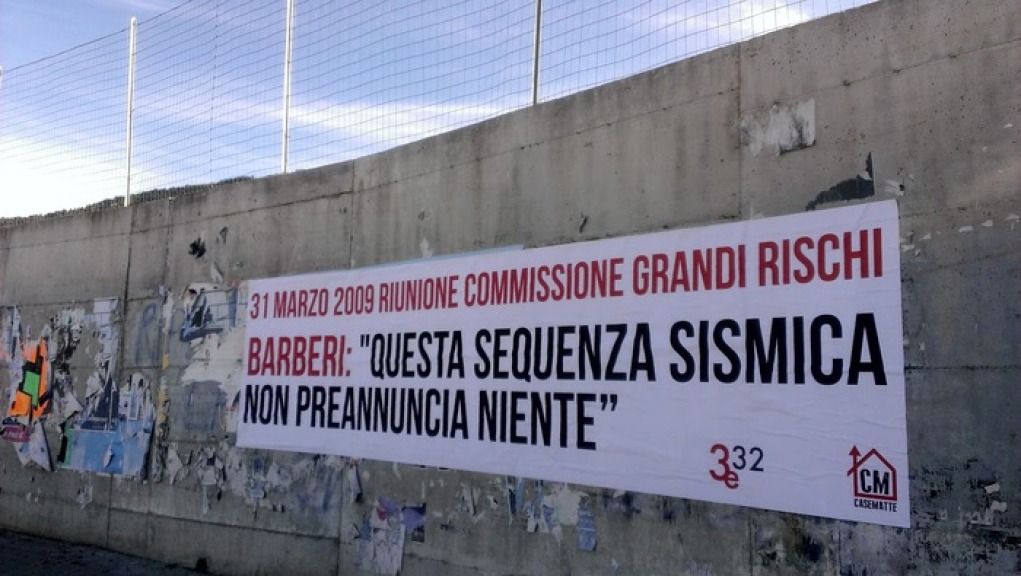 31 MARZO 2009 RIUNIONE COMMISSIONE GRANDI RISCHI
BARBERI: "QUESTA SEQUENZA SISMICA
NON PREANNUNCIA NIENTE”
3e32
CM
CASEMATTE